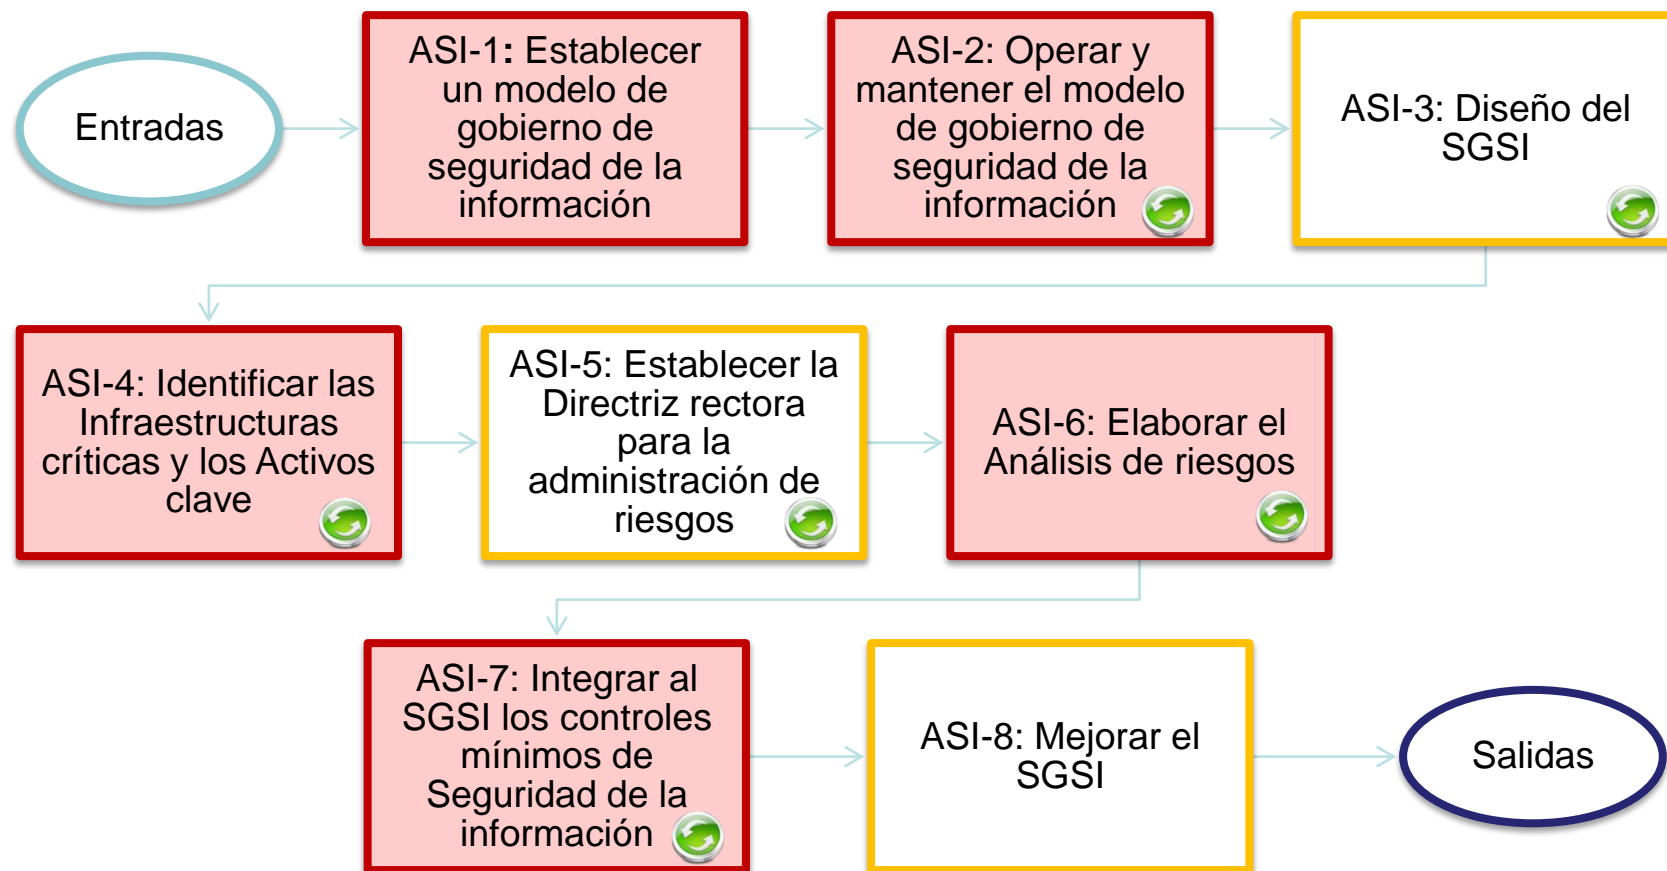 Entradas
ASI-1: Establecer
un modelo de
gobierno de
seguridad de la
información
ASI-2: Operar y
mantener el modelo
de gobierno de
seguridad de la
información
ASI-3: Diseño del
SGSI
ASI-4: Identificar las
Infraestructuras
críticas y los Activos
clave
ASI-5: Establecer la
Directriz rectora
para la
administración de
riesgos
ASI-6: Elaborar el
Análisis de riesgos
ASI-7: Integrar al
SGSI los controles
mínimos de
Seguridad de la
información
ASI-8: Mejorar el
SGSI
Salidas